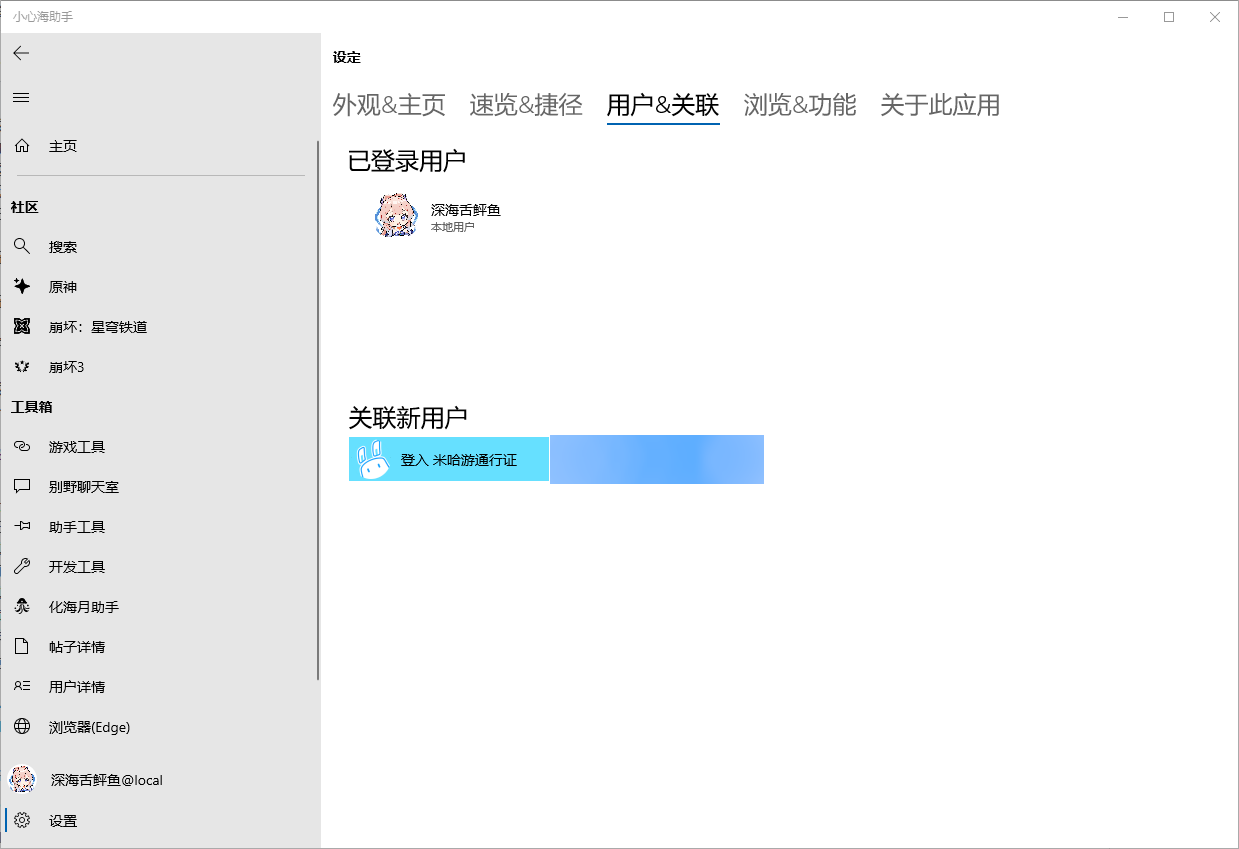 小心海助手
设定
外观&主页 速览&捷径 用户&关联 浏览&功能 关于此应用
主页
社区
搜索
原神
崩坏：星穹铁道
崩坏3
工具箱
游戏工具
别野聊天室
助手工具
开发工具
化海月助手
帖子详情
用户详情
浏览器(Edge)
深海舌鲆鱼@local
设置
已登录用户
深海舌鲆鱼
本地用户
关联新用户
登入 米哈游通行证